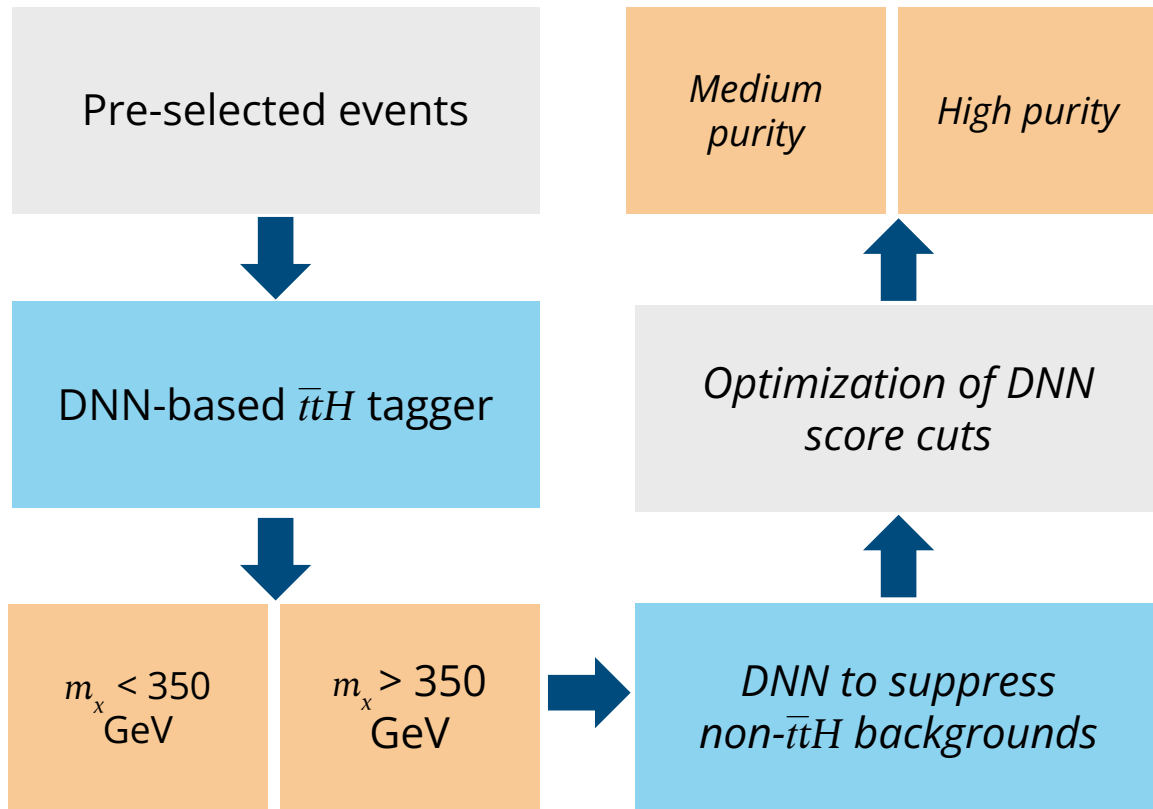 Pre-selected events
DNN-based t̄tH tagger
mₓ < 350
GeV
mₓ > 350
GeV
DNN to suppress
non-t̄tH backgrounds
Optimization of DNN
score cuts
Medium
purity
High purity